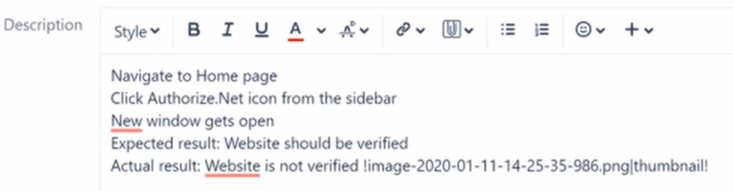 Description
Style B I U A
Navigate to Home page
Click Authorize.Net icon from the sidebar
New window gets open
Expected result: Website should be verified
Actual result: Website is not verified !image-2020-01-11-14-25-35-986.png|thumbnail!